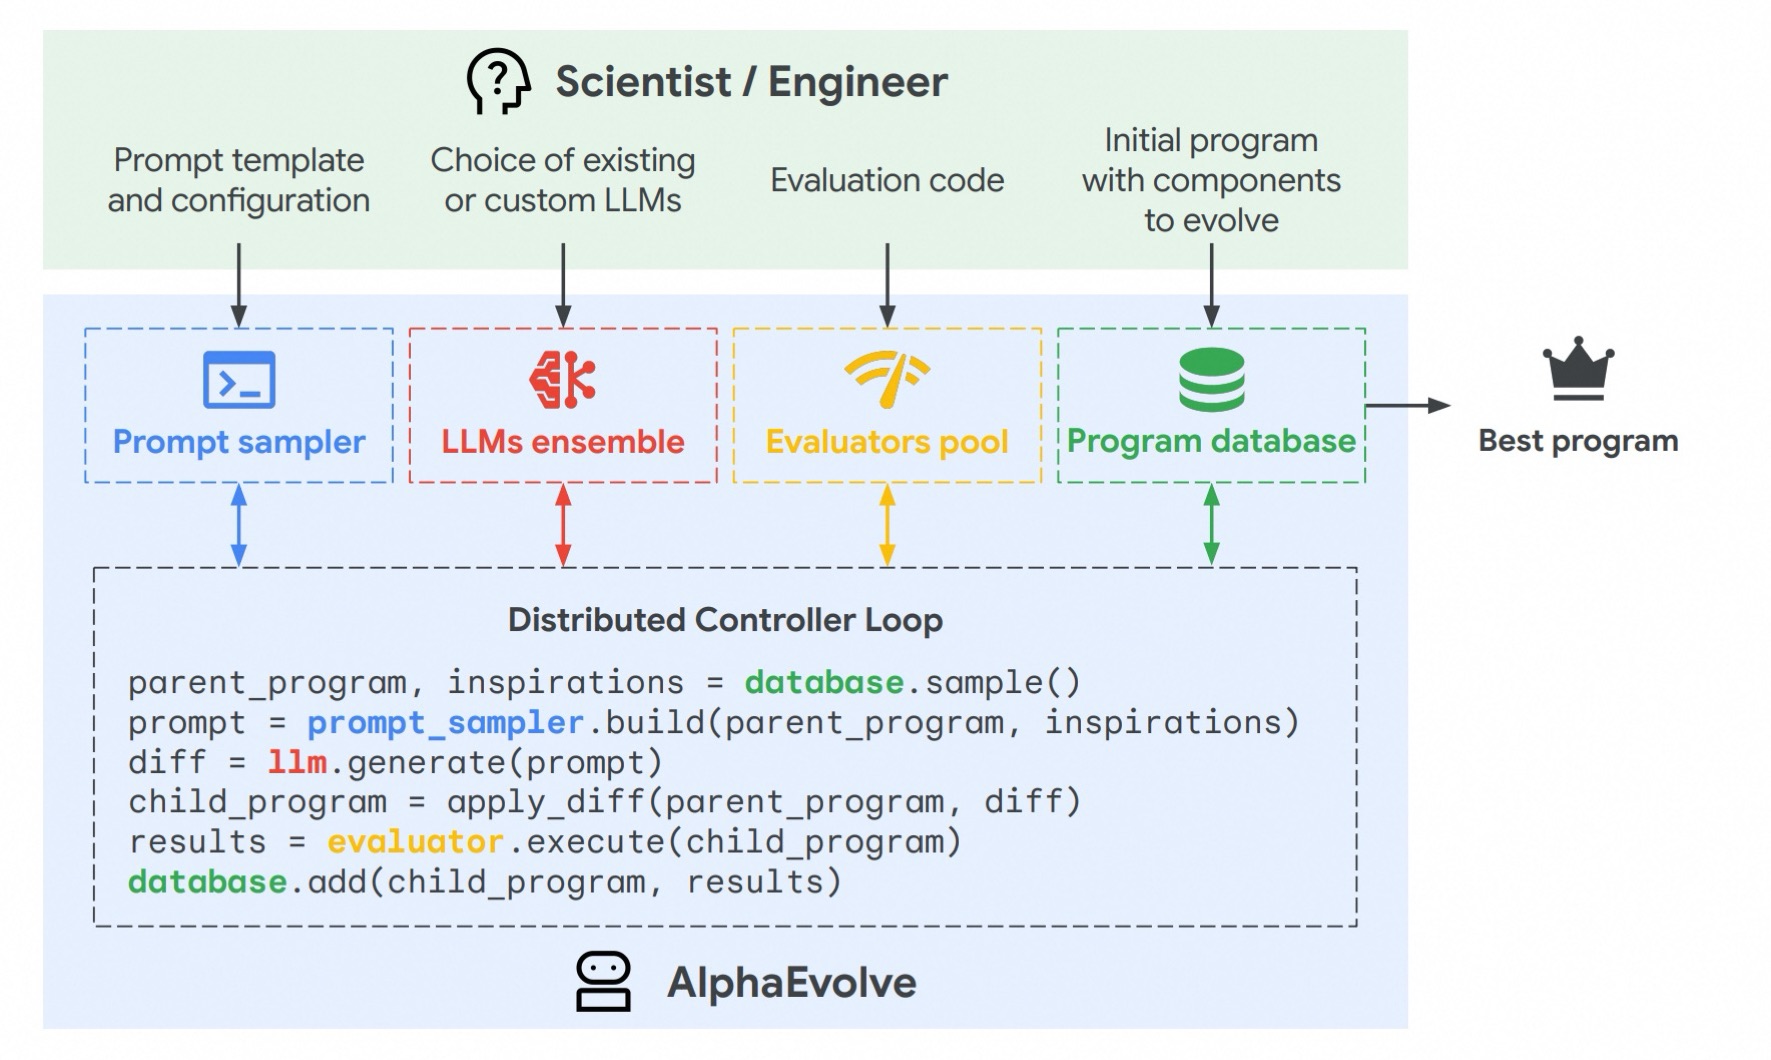 Scientist / Engineer
Prompt template
and configuration
Choice of existing
or custom LLMs
Evaluation code
Initial program
with components
to evolve
Prompt sampler
LLMs ensemble
Evaluators pool
Program database
Best program
Distributed Controller Loop
parent_program, inspirations = database.sample()
prompt = prompt_sampler.build(parent_program, inspirations)
diff = llm.generate(prompt)
child_program = apply_diff(parent_program, diff)
results = evaluator.execute(child_program)
database.add(child_program, results)
AlphaEvolve